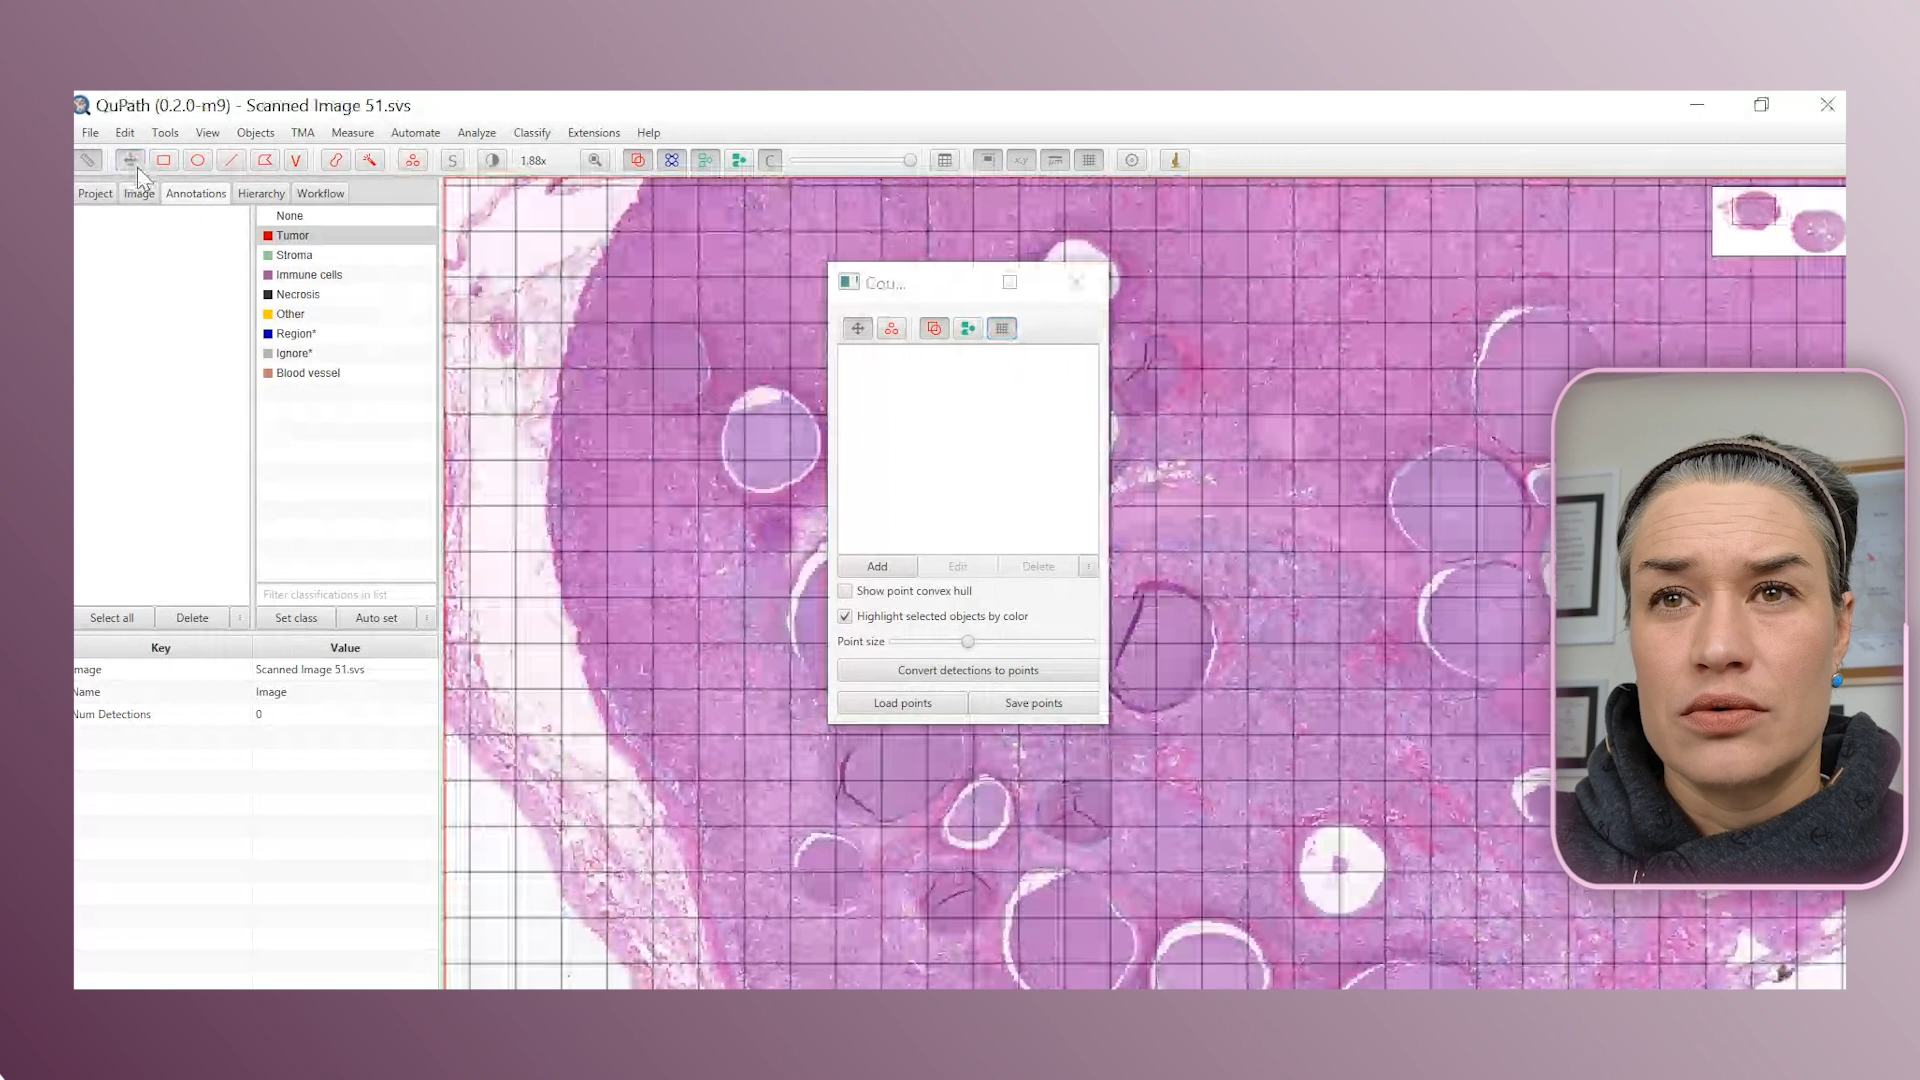 QuPath (0.2.0-m9) - Scanned Image 51.svs
File Edit Tools View Objects TMA Measure Automate Analyze Classify Extensions Help
V S 1.88x C x,y
Project Image Annotations Hierarchy Workflow
None
Tumor
Stroma
Immune cells
Necrosis
Other
Region*
Ignore*
Blood vessel
Filter classifications in list
Select all Delete Set class Auto set
Key Value
mage Scanned Image 51.svs
Name Image
Num Detections 0
Cou...
Add Edit Delete
Show point convex hull
Highlight selected objects by color
Point size
Convert detections to points
Load points Save points